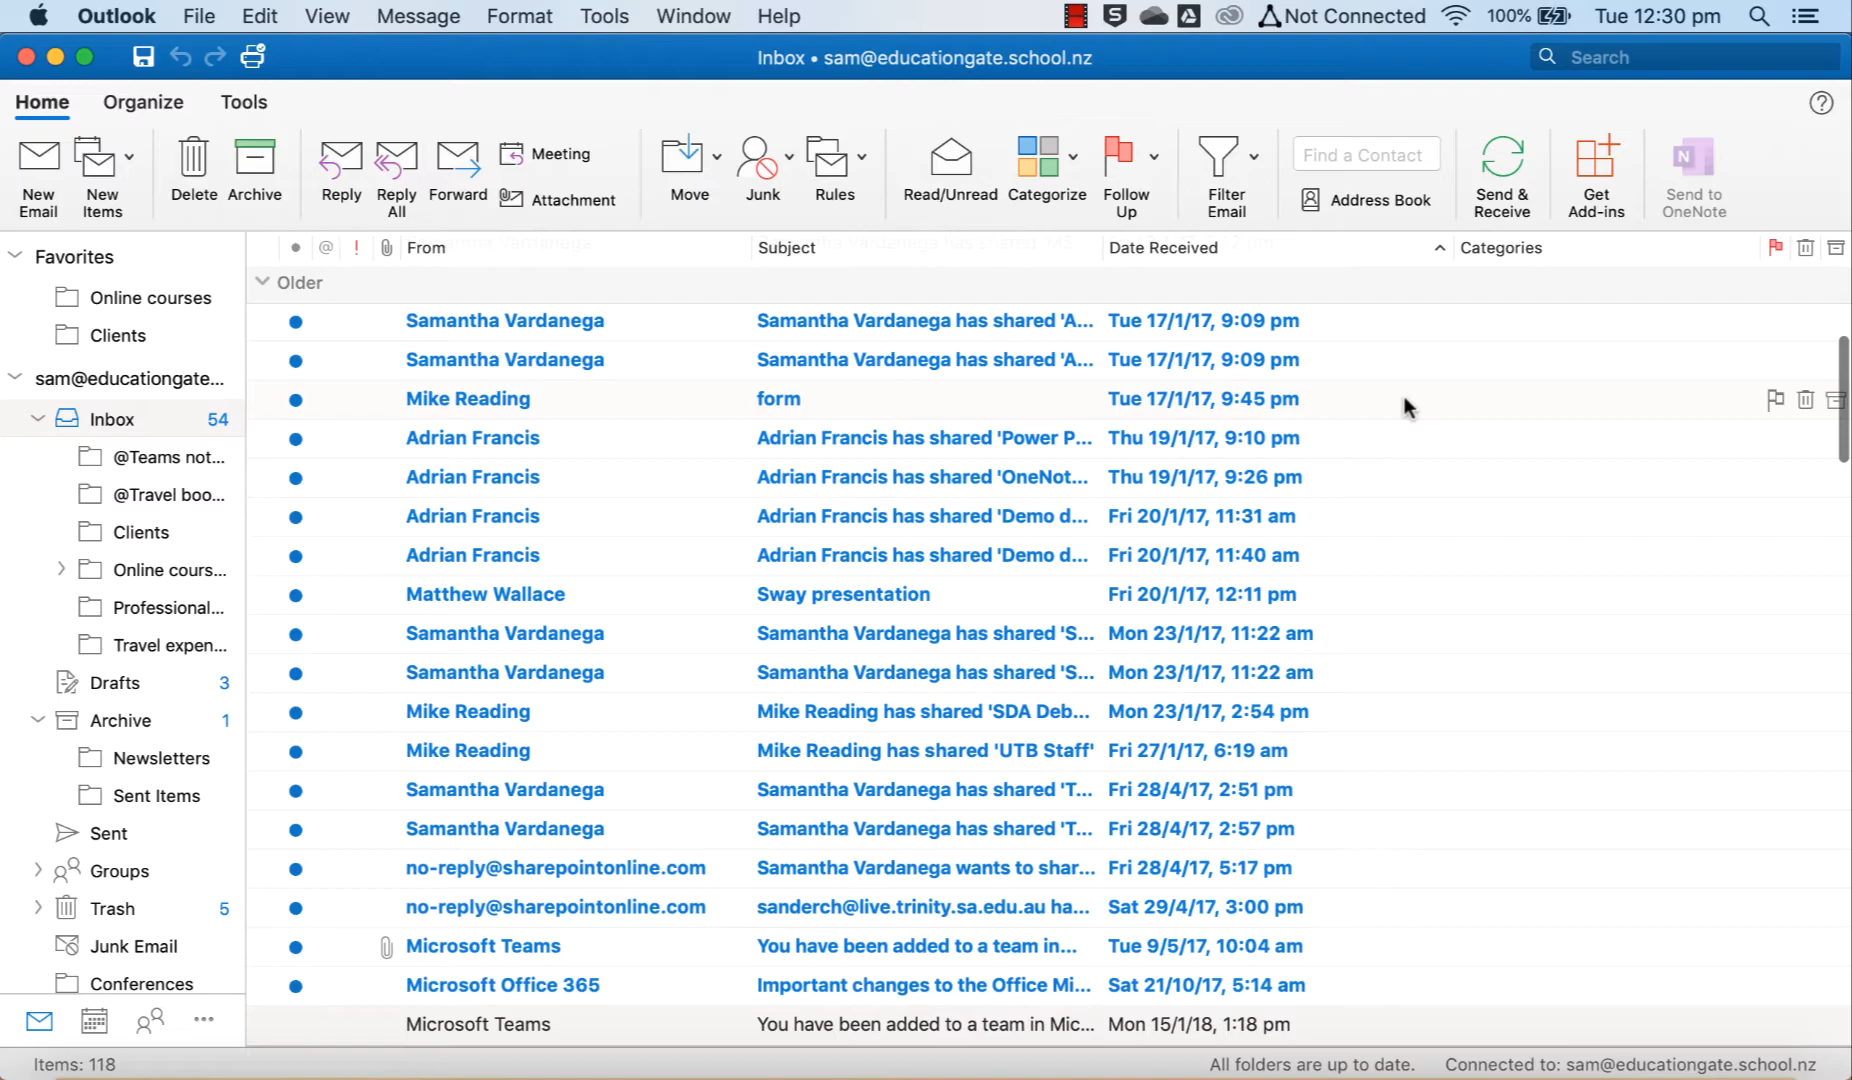 Outlook File Edit View Message Format Tools Window Help Not Connected 100% Tue 12:30 pm
Inbox • sam@educationgate.school.nz Search
Home Organize Tools
New Email
New Items
Delete
Archive
Reply
Reply All
Forward
Meeting
Attachment
Move
Junk
Rules
Read/Unread
Categorize
Follow Up
Filter Email
Find a Contact
Address Book
Send & Receive
Get Add-ins
Send to OneNote
Favorites
Online courses
Clients
sam@educationgate...
Inbox 54
@Teams not...
@Travel boo...
Clients
Online cours...
Professional...
Travel expen...
Drafts 3
Archive 1
Newsletters
Sent Items
Sent
Groups
Trash 5
Junk Email
Conferences
@ ! From Subject Date Received Categories
Older
Samantha Vardanega Samantha Vardanega has shared 'A... Tue 17/1/17, 9:09 pm
Samantha Vardanega Samantha Vardanega has shared 'A... Tue 17/1/17, 9:09 pm
Mike Reading form Tue 17/1/17, 9:45 pm
Adrian Francis Adrian Francis has shared 'Power P... Thu 19/1/17, 9:10 pm
Adrian Francis Adrian Francis has shared 'OneNot... Thu 19/1/17, 9:26 pm
Adrian Francis Adrian Francis has shared 'Demo d... Fri 20/1/17, 11:31 am
Adrian Francis Adrian Francis has shared 'Demo d... Fri 20/1/17, 11:40 am
Matthew Wallace Sway presentation Fri 20/1/17, 12:11 pm
Samantha Vardanega Samantha Vardanega has shared 'S... Mon 23/1/17, 11:22 am
Samantha Vardanega Samantha Vardanega has shared 'S... Mon 23/1/17, 11:22 am
Mike Reading Mike Reading has shared 'SDA Deb... Mon 23/1/17, 2:54 pm
Mike Reading Mike Reading has shared 'UTB Staff' Fri 27/1/17, 6:19 am
Samantha Vardanega Samantha Vardanega has shared 'T... Fri 28/4/17, 2:51 pm
Samantha Vardanega Samantha Vardanega has shared 'T... Fri 28/4/17, 2:57 pm
no-reply@sharepointonline.com Samantha Vardanega wants to shar... Fri 28/4/17, 5:17 pm
no-reply@sharepointonline.com sanderch@live.trinity.sa.edu.au ha... Sat 29/4/17, 3:00 pm
Microsoft Teams You have been added to a team in... Tue 9/5/17, 10:04 am
Microsoft Office 365 Important changes to the Office Mi... Sat 21/10/17, 5:14 am
Microsoft Teams You have been added to a team in Mic... Mon 15/1/18, 1:18 pm
Items: 118 All folders are up to date. Connected to: sam@educationgate.school.nz